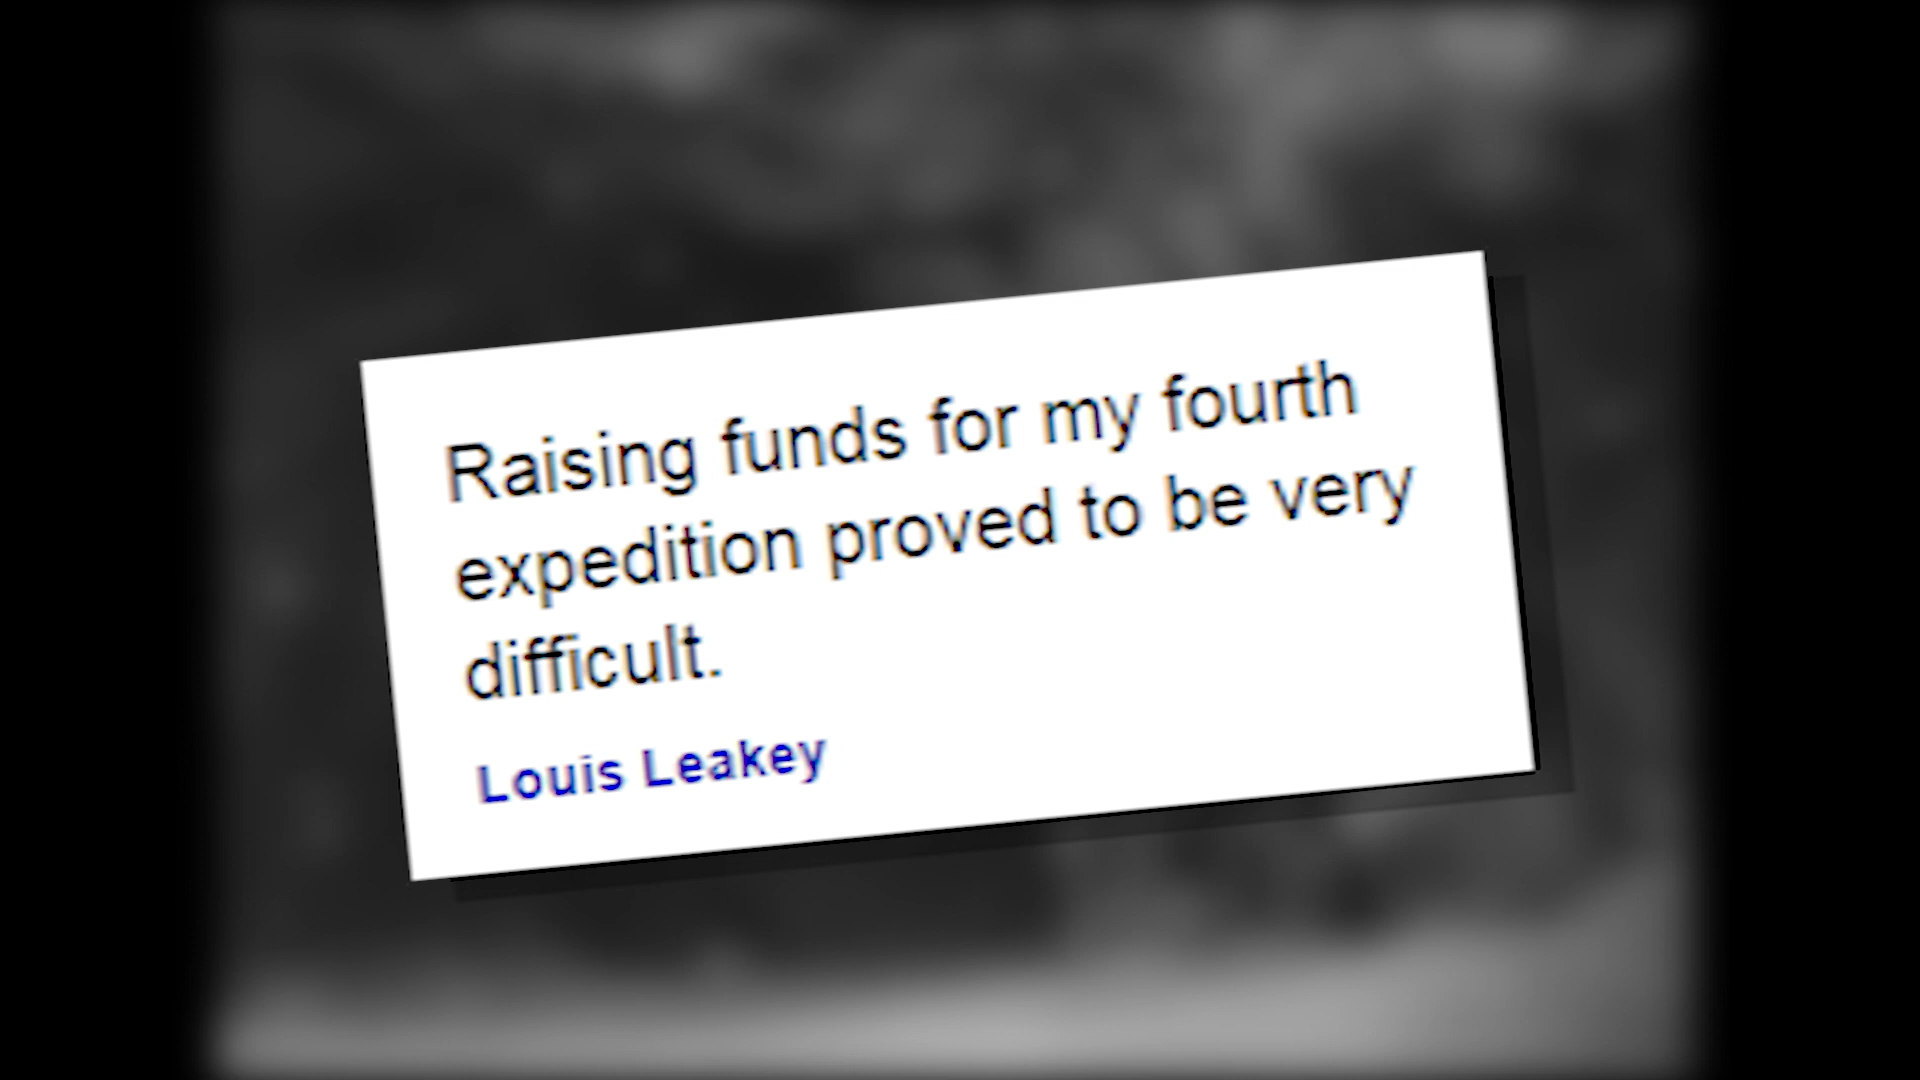 Raising funds for my fourth
expedition proved to be very
difficult.
Louis Leakey